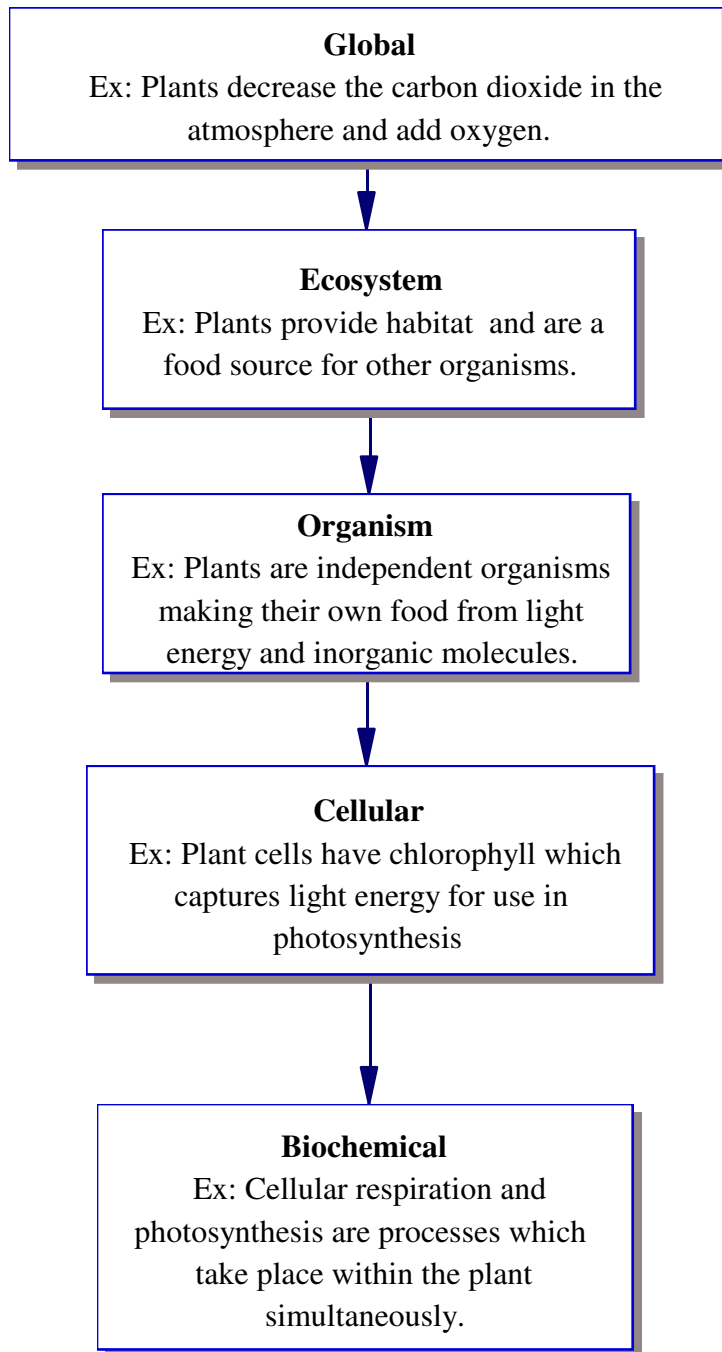 Global
Ex: Plants decrease the carbon dioxide in the
atmosphere and add oxygen.
Ecosystem
Ex: Plants provide habitat  and are a
food source for other organisms.
Organism
Ex: Plants are independent organisms
making their own food from light
energy and inorganic molecules.
Cellular
Ex: Plant cells have chlorophyll which
captures light energy for use in
photosynthesis
Biochemical
Ex: Cellular respiration and
photosynthesis are processes which
take place within the plant
simultaneously.